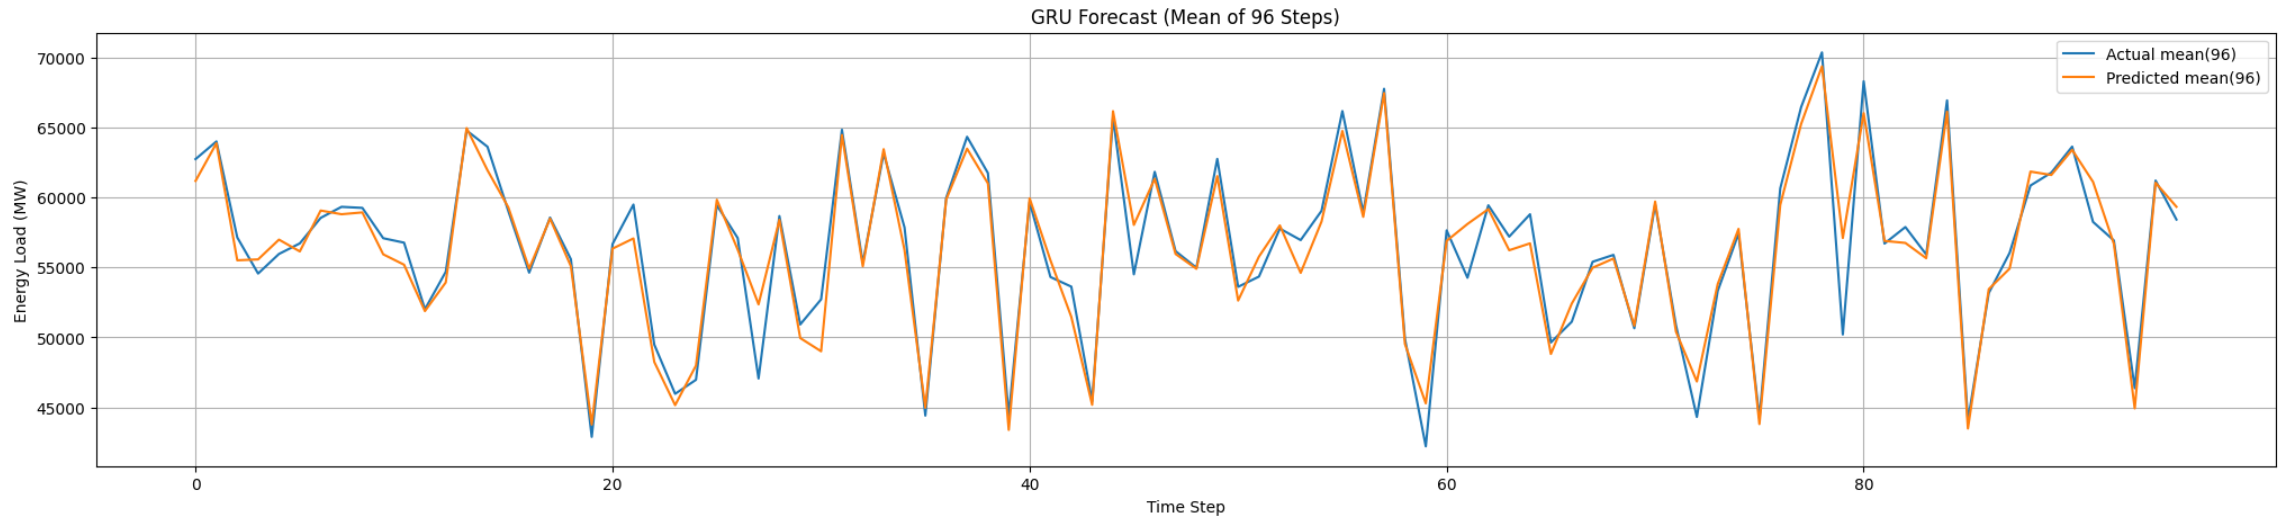 GRU Forecast (Mean of 96 Steps)
70000
65000
60000
55000
50000
45000
Energy Load (MW)
Actual mean(96)
Predicted mean(96)
0
20
40
60
80
Time Step